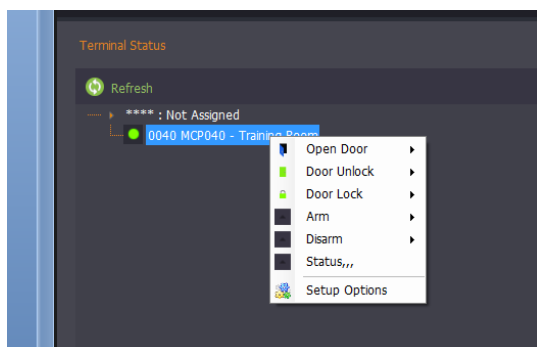 Terminal Status
Refresh
**** : Not Assigned
0040 MCP040 - Training Room
Open Door
Door Unlock
Door Lock
Arm
Disarm
Status,,,
Setup Options